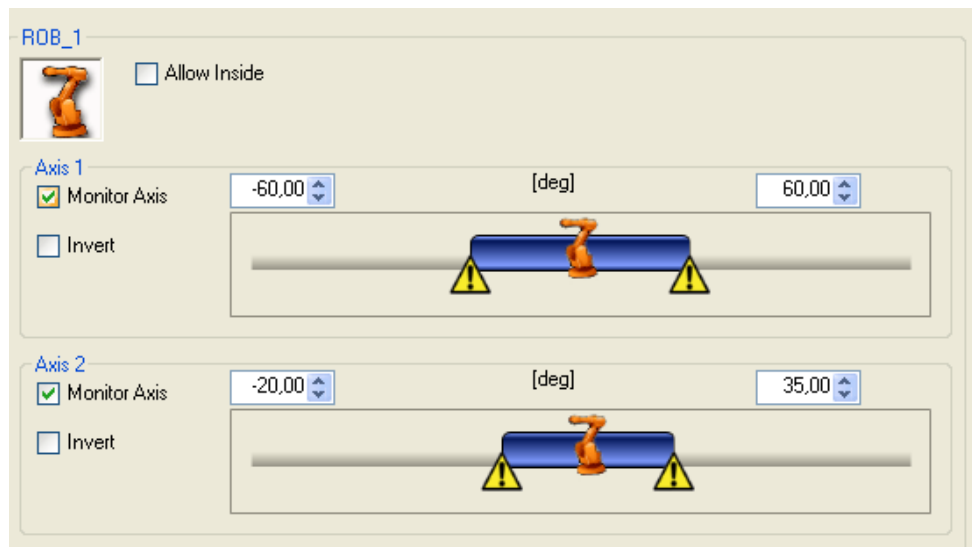 ROB_1
Allow Inside
Axis 1
Monitor Axis -60,00 [deg] 60,00
Invert
Axis 2
Monitor Axis -20,00 [deg] 35,00
Invert